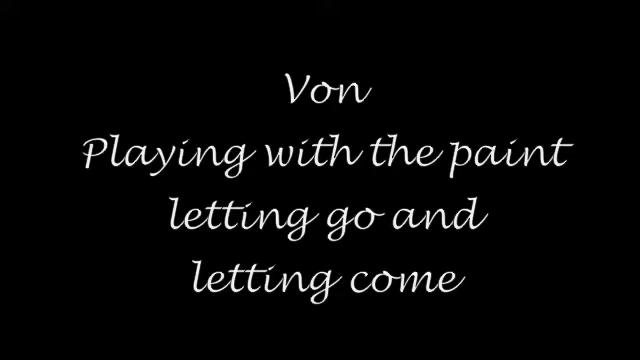 Von
Playing with the paint
letting go and
letting come